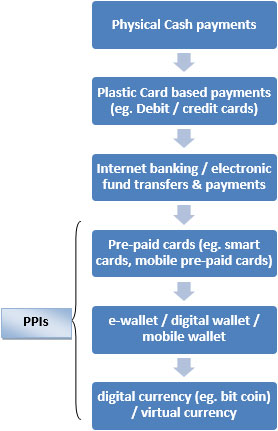 Physical Cash payments
Plastic Card based payments
(eg. Debit / credit cards)
Internet banking / electronic
fund transfers & payments
Pre-paid cards (eg. smart
cards, mobile pre-paid cards)
PPIs
e-wallet / digital wallet /
mobile wallet
digital currency (eg. bit coin)
/ virtual currency